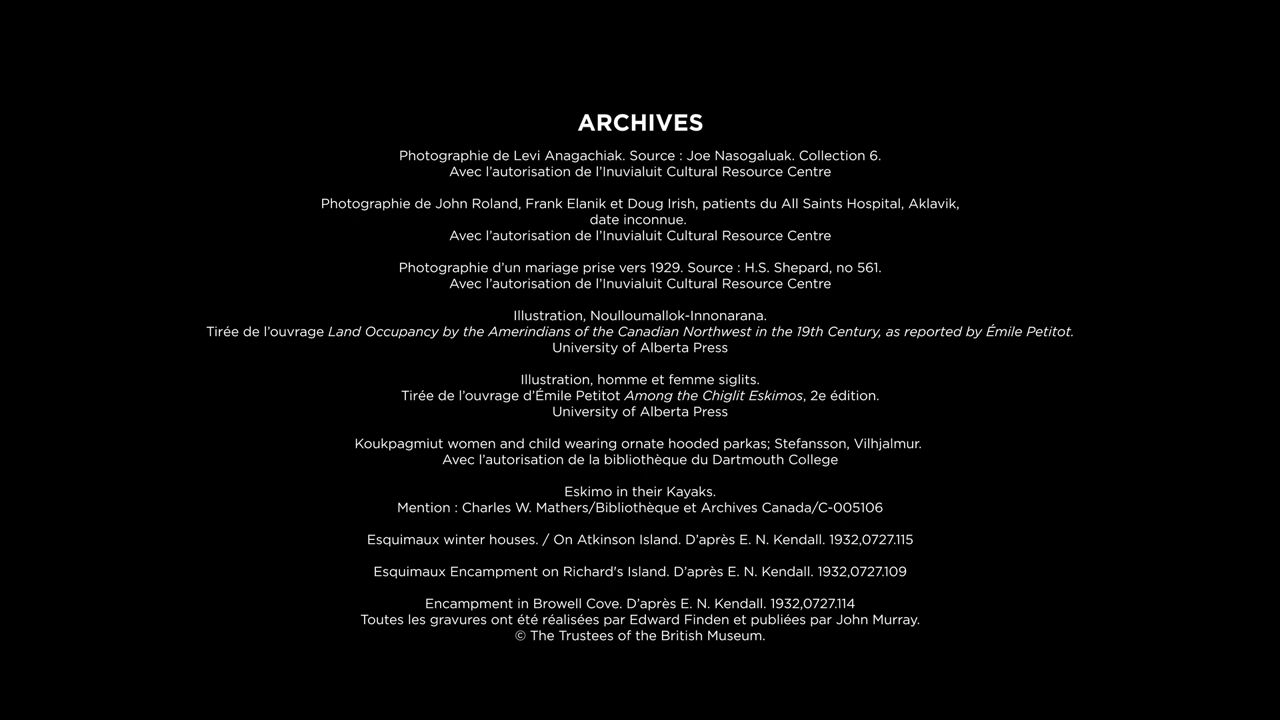 ARCHIVES
Photographie de Levi Anagachiak. Source : Joe Nasogaluak. Collection 6.
Avec l'autorisation de l'Inuvialuit Cultural Resource Centre
Photographie de John Roland, Frank Elanik et Doug Irish, patients du All Saints Hospital, Aklavik,
date inconnue.
Avec l'autorisation de l'Inuvialuit Cultural Resource Centre
Photographie d'un mariage prise vers 1929. Source : H.S. Shepard, no 561.
Avec l'autorisation de l'Inuvialuit Cultural Resource Centre
Illustration, Noulloumallok-Innonarana.
Tirée de l'ouvrage Land Occupancy by the Amerindians of the Canadian Northwest in the 19th Century, as reported by Émile Petitot.
University of Alberta Press
Illustration, homme et femme siglits.
Tirée de l'ouvrage d'Émile Petitot Among the Chiglit Eskimos, 2e édition.
University of Alberta Press
Koukpagmiut women and child wearing ornate hooded parkas; Stefansson, Vilhjalmur.
Avec l'autorisation de la bibliothèque du Dartmouth College
Eskimo in their Kayaks.
Mention : Charles W. Mathers/Bibliothèque et Archives Canada/C-005106
Esquimaux winter houses. / On Atkinson Island. D'après E. N. Kendall. 1932,0727.115
Esquimaux Encampment on Richard's Island. D'après E. N. Kendall. 1932,0727.109
Encampment in Browell Cove. D'après E. N. Kendall. 1932,0727.114
Toutes les gravures ont été réalisées par Edward Finden et publiées par John Murray.
© The Trustees of the British Museum.